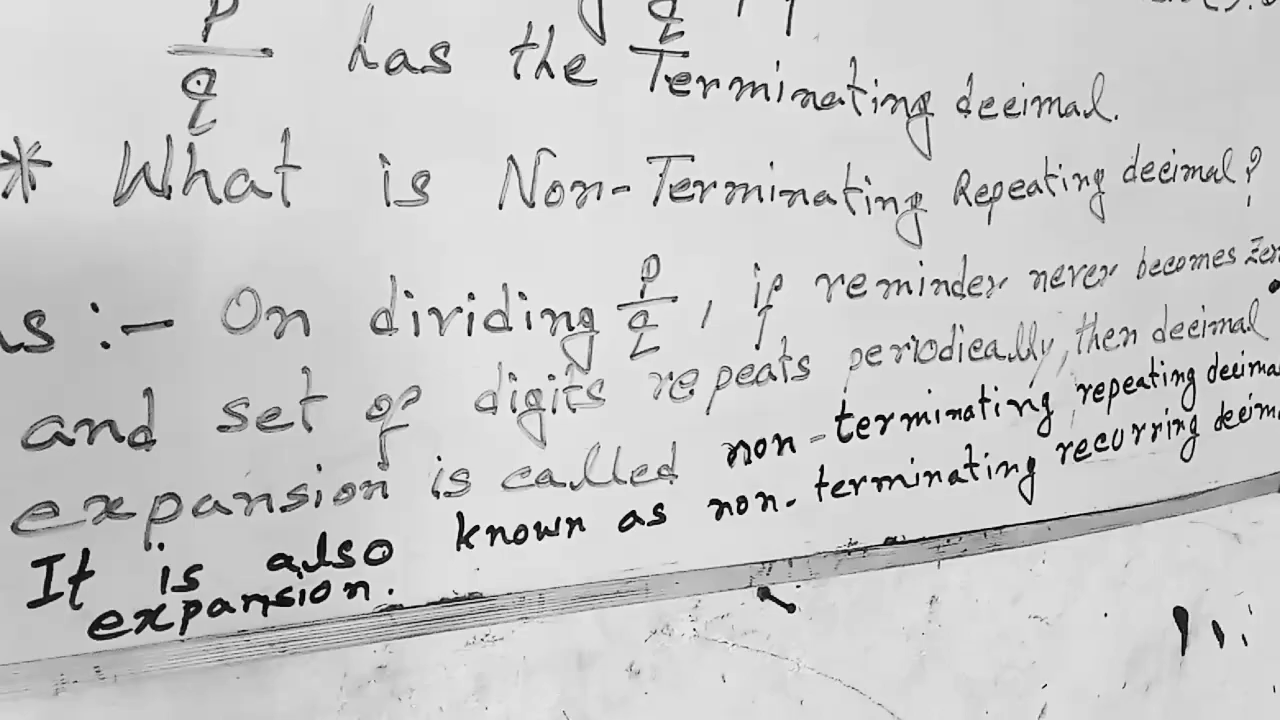 p/q has the Terminating decimal.
* What is Non-Terminating Repeating decimal?
:- On dividing p/q, if reminder never becomes
and set of digits repeats periodically, then decimal
expansion is called non-terminating repeating
It is also known as non-terminating recurring
expansion.